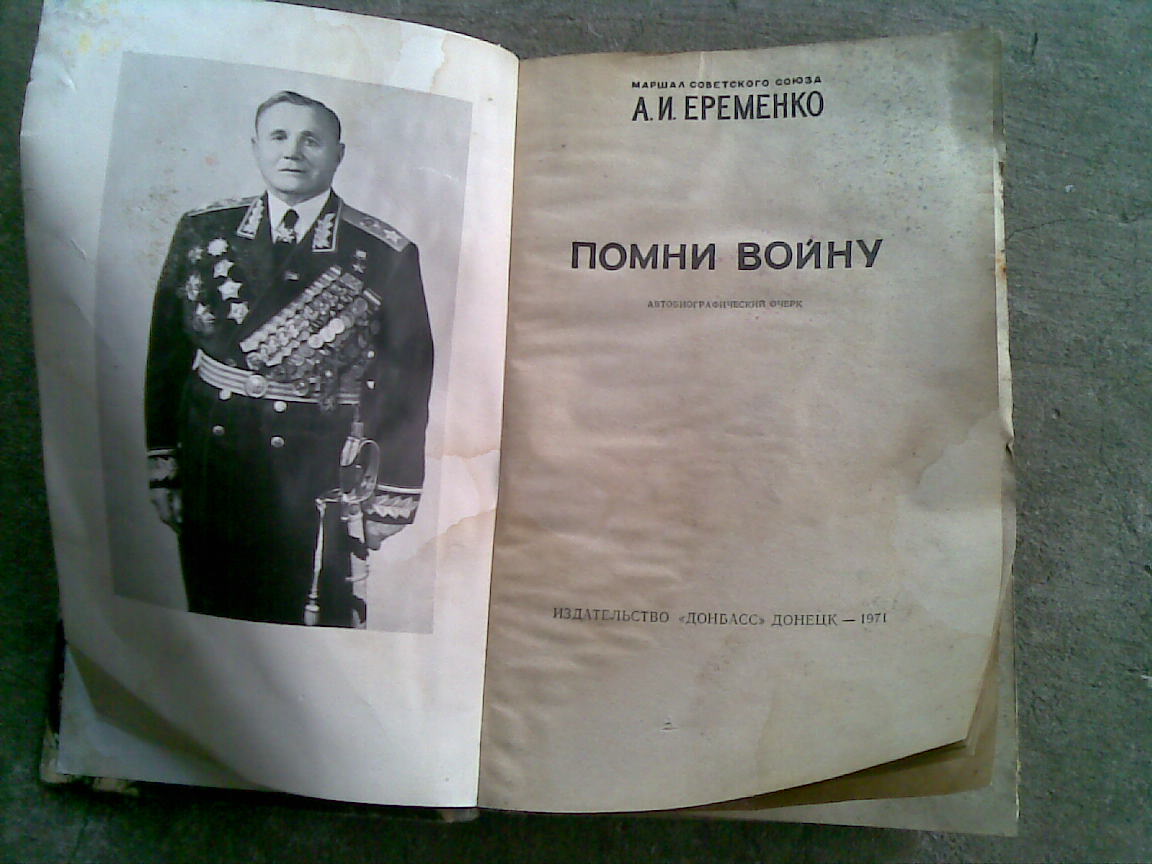 МАРШАЛ СОВЕТСКОГО СОЮЗА
А. И. ЕРЕМЕНКО
ПОМНИ ВОЙНУ
АВТОБИОГРАФИЧЕСКИЙ ОЧЕРК
ИЗДАТЕЛЬСТВО «ДОНБАСС» ДОНЕЦК — 1971